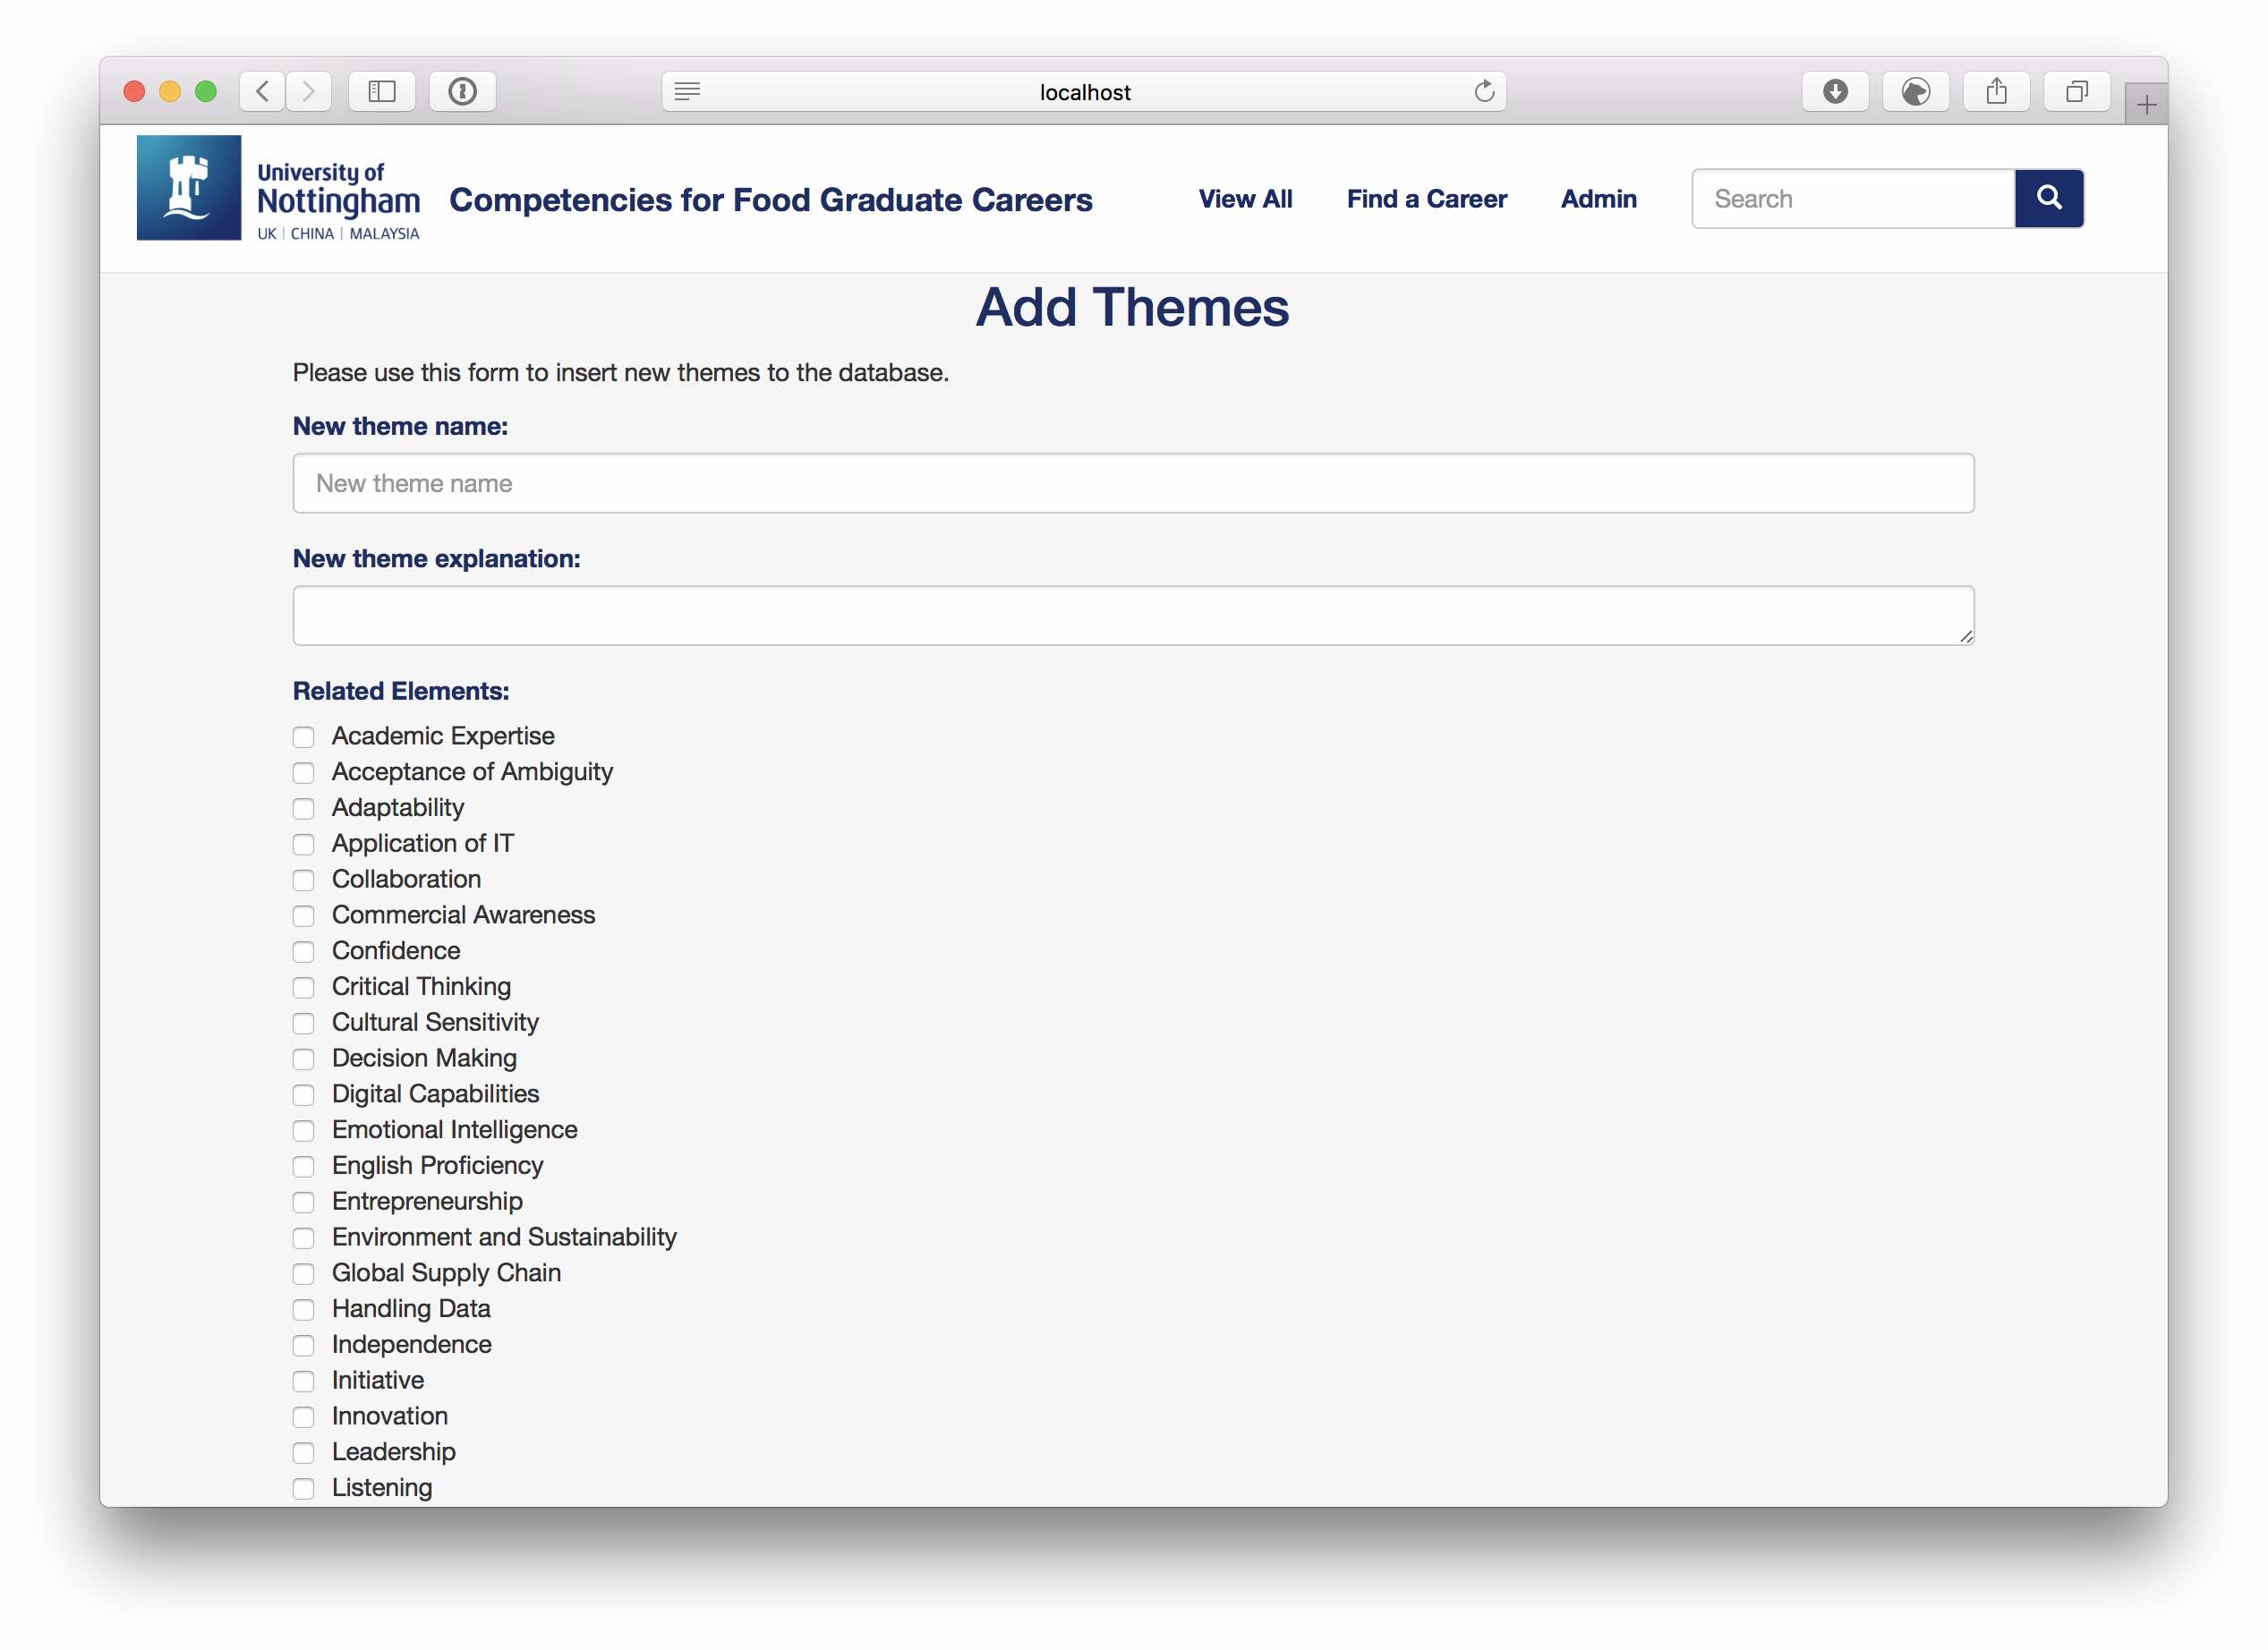 localhost
University of
Nottingham
UK | CHINA | MALAYSIA
Competencies for Food Graduate Careers
View All
Find a Career
Admin
Search
Add Themes
Please use this form to insert new themes to the database.
New theme name:
New theme name
New theme explanation:
Related Elements:
Academic Expertise
Acceptance of Ambiguity
Adaptability
Application of IT
Collaboration
Commercial Awareness
Confidence
Critical Thinking
Cultural Sensitivity
Decision Making
Digital Capabilities
Emotional Intelligence
English Proficiency
Entrepreneurship
Environment and Sustainability
Global Supply Chain
Handling Data
Independence
Initiative
Innovation
Leadership
Listening